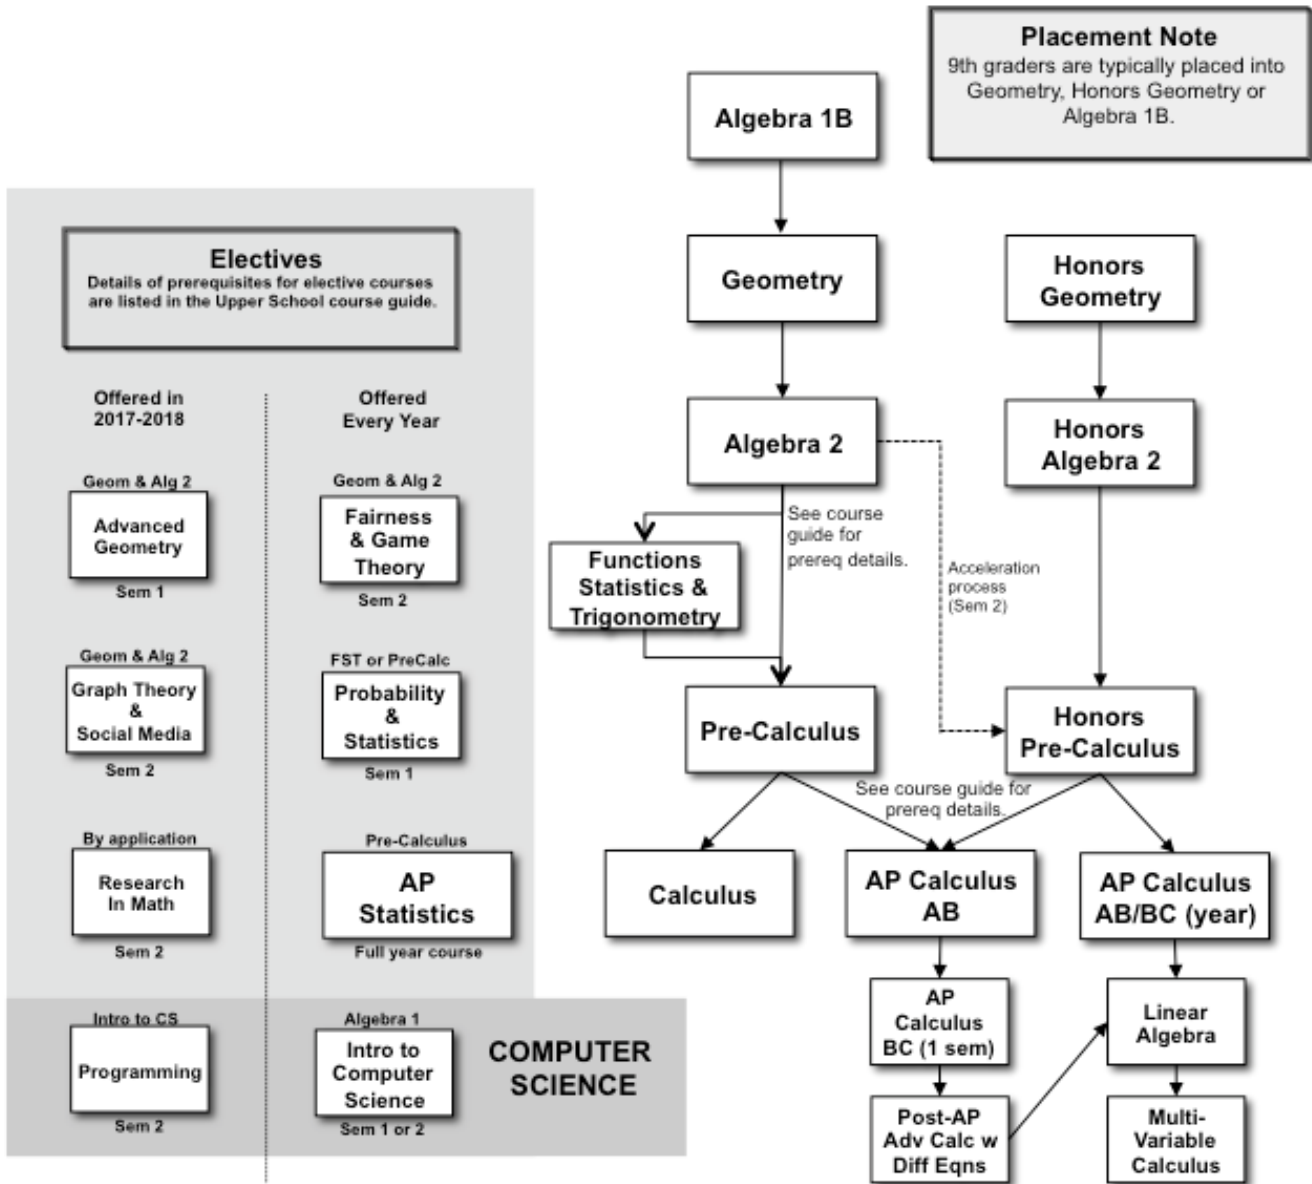 Placement Note
9th graders are typically placed into
Geometry, Honors Geometry or
Algebra 1B.
Algebra 1B
Geometry
Honors
Geometry
Algebra 2
Honors
Algebra 2
See course
guide for
prereq details.
Functions
Statistics &
Trigonometry
Acceleration
process
(Sem 2)
Pre-Calculus
Honors
Pre-Calculus
See course guide for
prereq details.
Calculus
AP Calculus
AB
AP Calculus
AB/BC (year)
AP
Calculus
BC (1 sem)
Linear
Algebra
Post-AP
Adv Calc w
Diff Eqns
Multi-
Variable
Calculus
Electives
Details of prerequisites for elective courses
are listed in the Upper School course guide.
Offered in
2017-2018
Offered
Every Year
Geom & Alg 2
Advanced
Geometry
Sem 1
Geom & Alg 2
Fairness
& Game
Theory
Sem 2
Geom & Alg 2
Graph Theory
&
Social Media
Sem 2
FST or PreCalc
Probability
&
Statistics
Sem 1
By application
Research
In Math
Sem 2
Pre-Calculus
AP
Statistics
Full year course
Intro to CS
Programming
Sem 2
Algebra 1
Intro to
Computer
Science
Sem 1 or 2
COMPUTER
SCIENCE